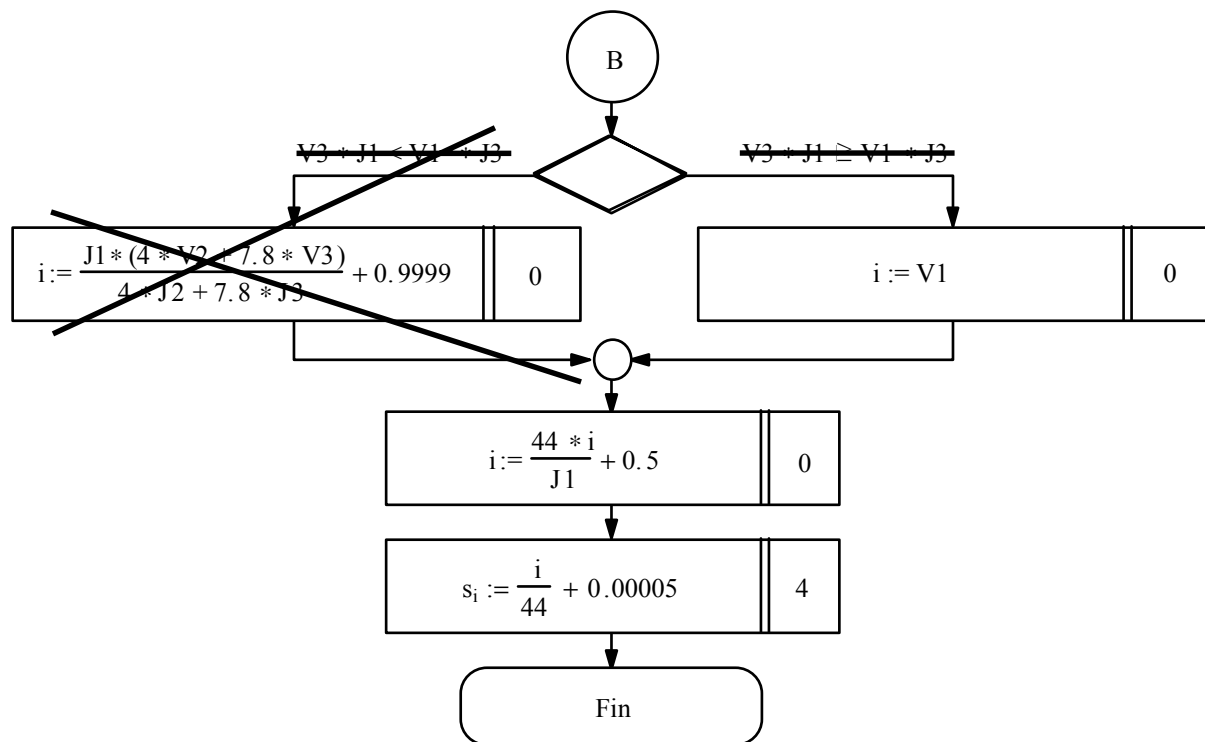 B
V3 * J1 < V1 * J3
V3 * J1 ≥ V1 * J3
i := J1 * (4 * V2 + 7.8 * V3) / 4 * J2 + 7.8 * J3 + 0.9999
0
i := V1
0
i := 44 * i / J1 + 0.5
0
s_i := i / 44 + 0.00005
4
Fin